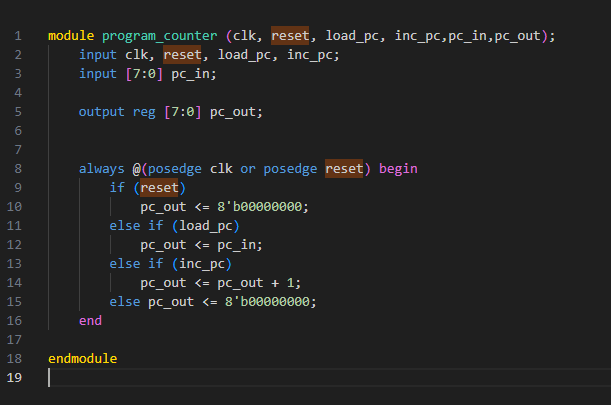 1 module program_counter (clk, reset, load_pc, inc_pc,pc_in,pc_out);
2     input clk, reset, load_pc, inc_pc;
3     input [7:0] pc_in;
4
5     output reg [7:0] pc_out;
6
7
8     always @(posedge clk or posedge reset) begin
9         if (reset)
10             pc_out <= 8'b00000000;
11         else if (load_pc)
12             pc_out <= pc_in;
13         else if (inc_pc)
14             pc_out <= pc_out + 1;
15         else pc_out <= 8'b00000000;
16     end
17
18 endmodule
19